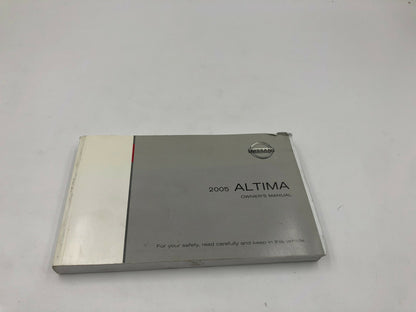 NISSAN
2005 ALTIMA
OWNER'S MANUAL
For your safety, read carefully and keep in this vehicle.